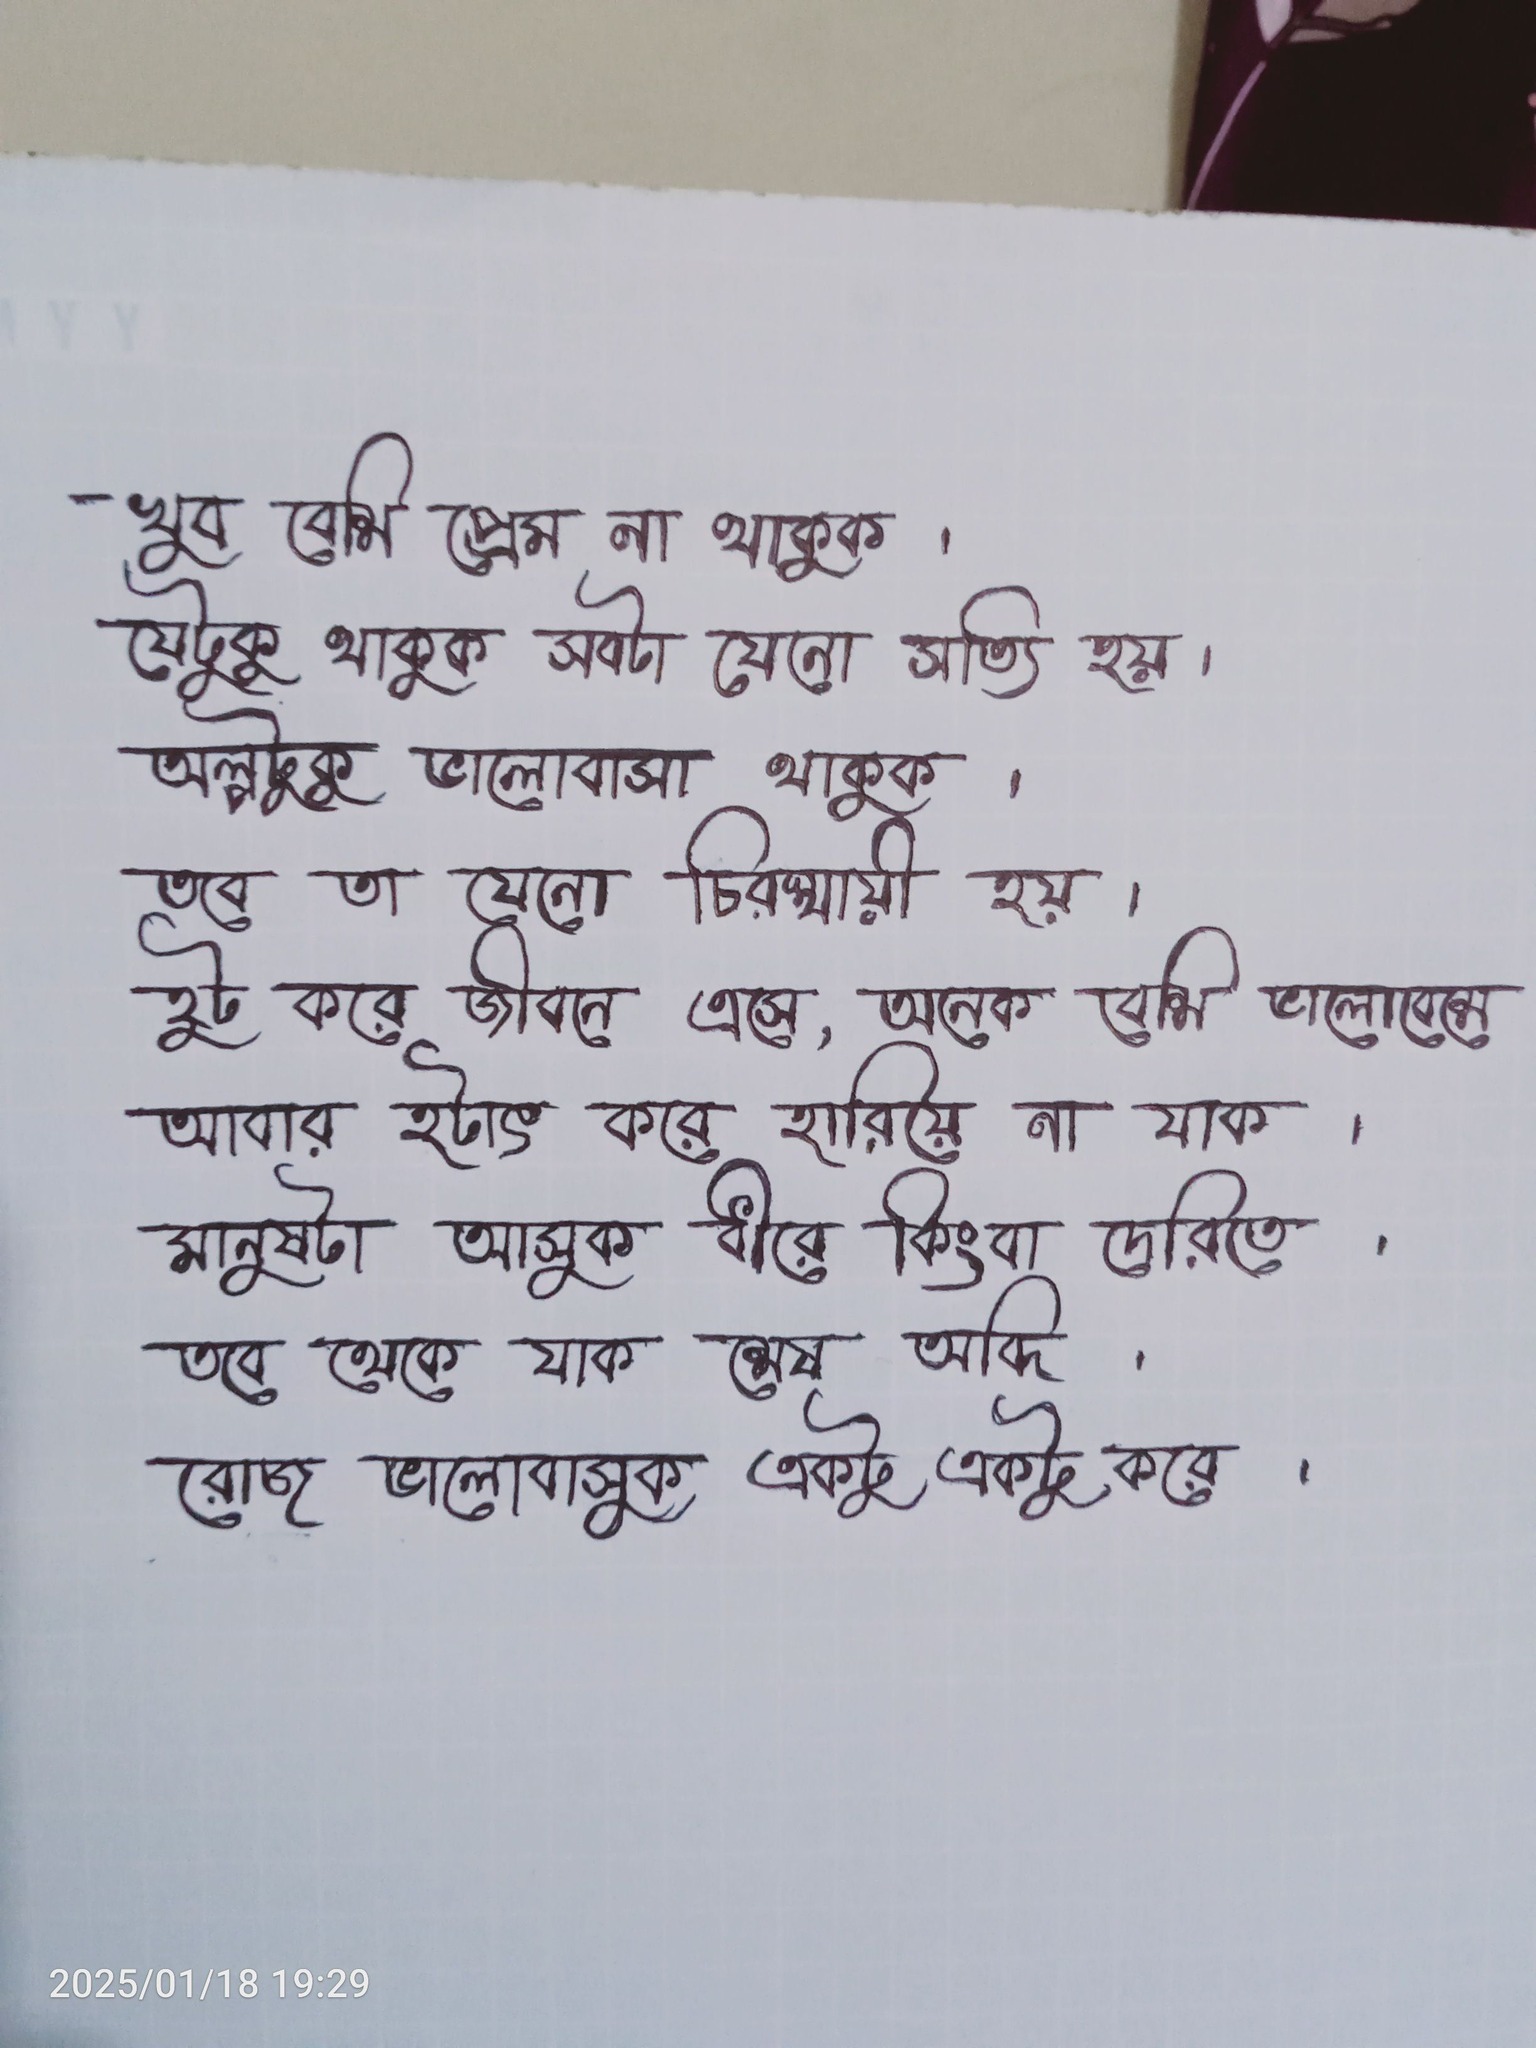 - খুব বেশি প্রেম না থাকুক ।
যেটুকু থাকুক সবটা যেনো সত্যি হয় ।
অল্পটুকু ভালোবাসা থাকুক ।
তবে তা যেনো চিরস্থায়ী হয় ।
হুট করে জীবনে এসে, অনেক বেশি ভালোবেসে
আবার হটাৎ করে হারিয়ে না যাক ।
মানুষটা আসুক ধীরে কিংবা দেরিতে ।
তবে থেকে যাক শেষ অব্দি ।
রোজ ভালোবাসুক একটু একটু করে ।
2025/01/18 19:29